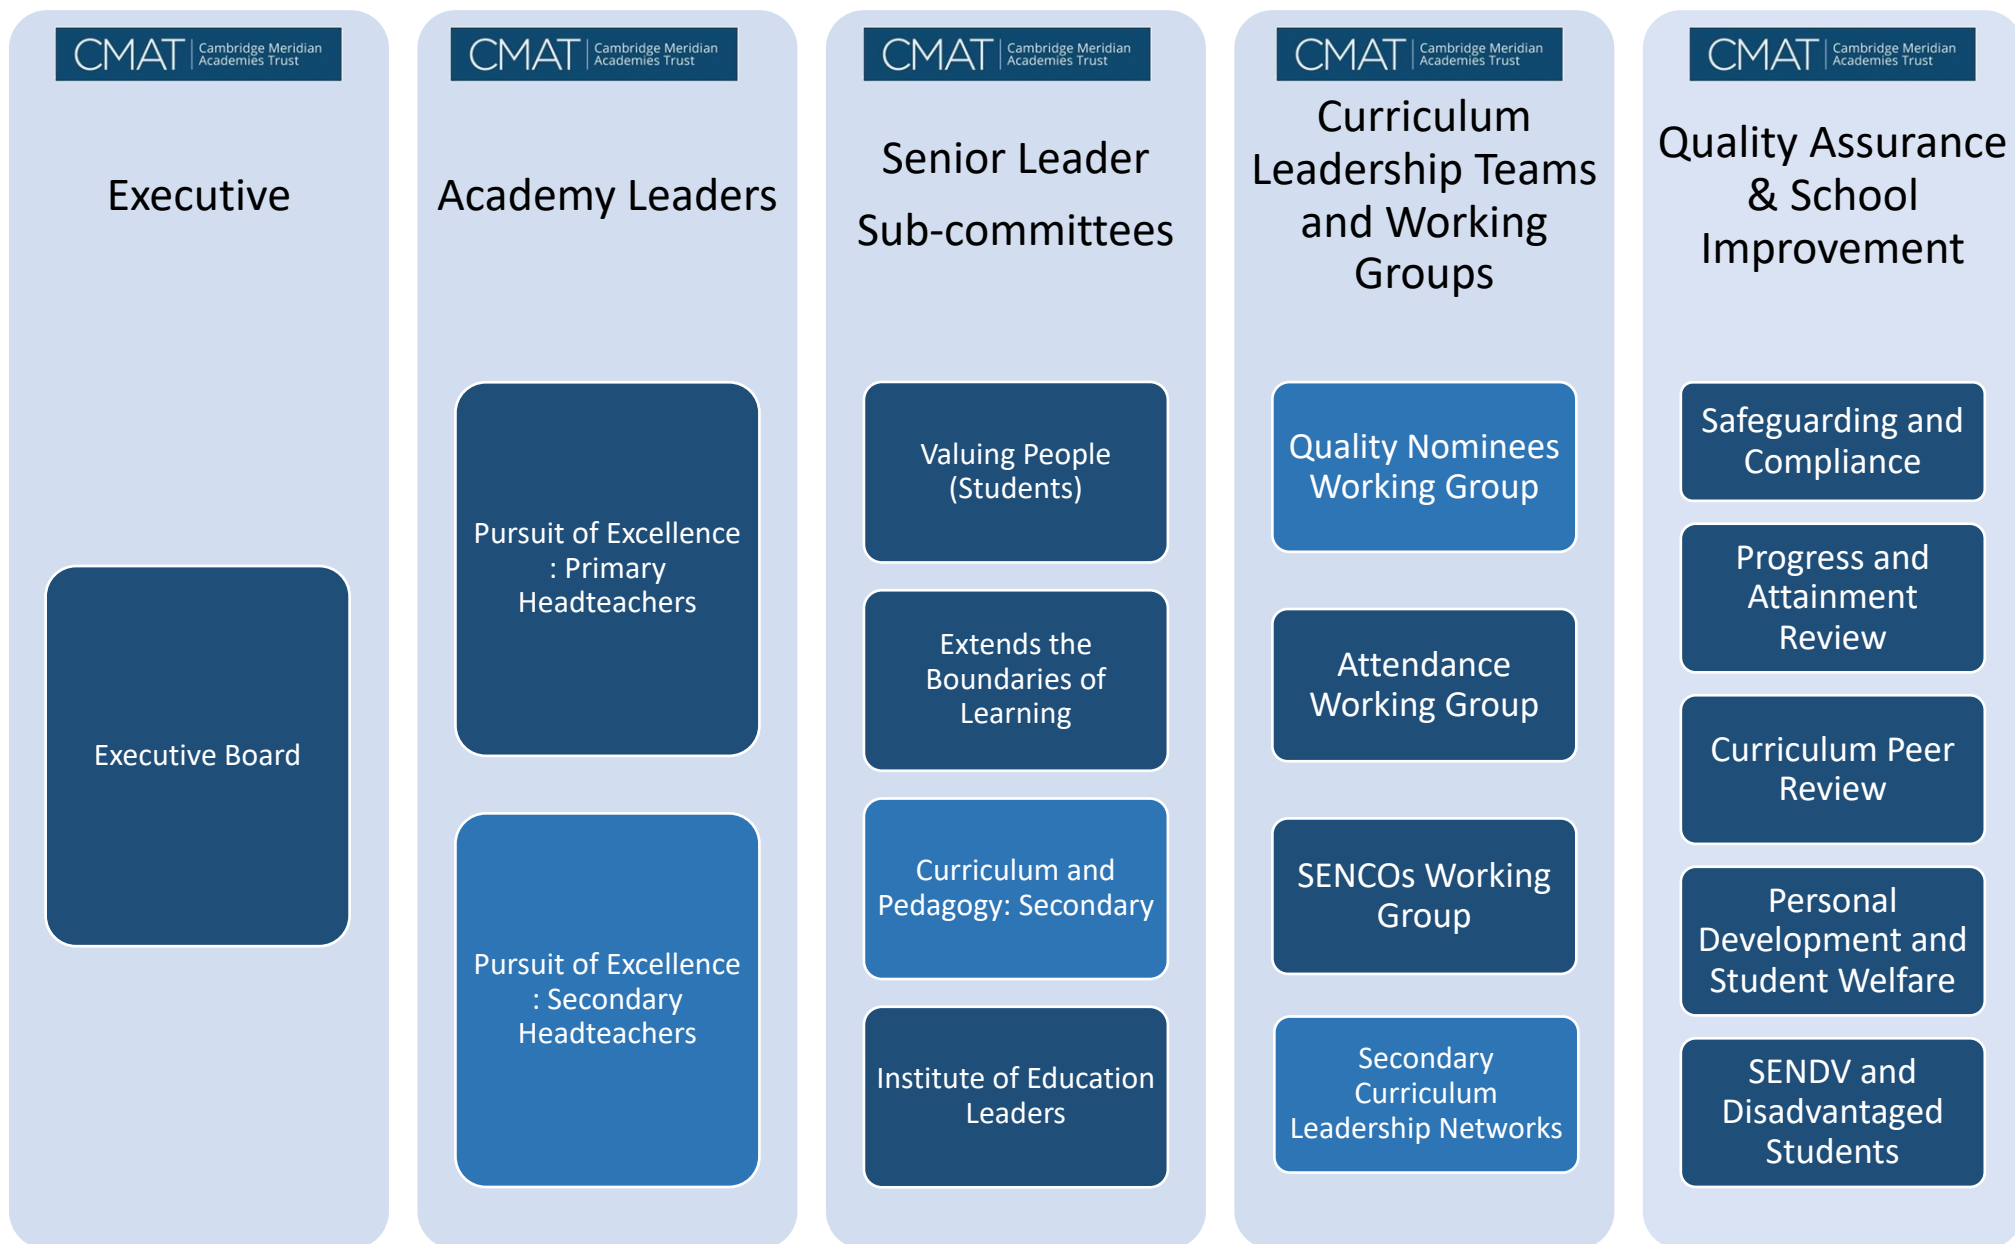 CMAT
Cambridge Meridian
Academies Trust
Executive
Executive Board
CMAT
Cambridge Meridian
Academies Trust
Academy Leaders
Pursuit of Excellence
: Primary
Headteachers
Pursuit of Excellence
: Secondary
Headteachers
CMAT
Cambridge Meridian
Academies Trust
Senior Leader
Sub-committees
Valuing People
(Students)
Extends the
Boundaries of
Learning
Curriculum and
Pedagogy: Secondary
Institute of Education
Leaders
CMAT
Cambridge Meridian
Academies Trust
Curriculum
Leadership Teams
and Working
Groups
Quality Nominees
Working Group
Attendance
Working Group
SENCOs Working
Group
Secondary
Curriculum
Leadership Networks
CMAT
Cambridge Meridian
Academies Trust
Quality Assurance
& School
Improvement
Safeguarding and
Compliance
Progress and
Attainment
Review
Curriculum Peer
Review
Personal
Development and
Student Welfare
SENDV and
Disadvantaged
Students